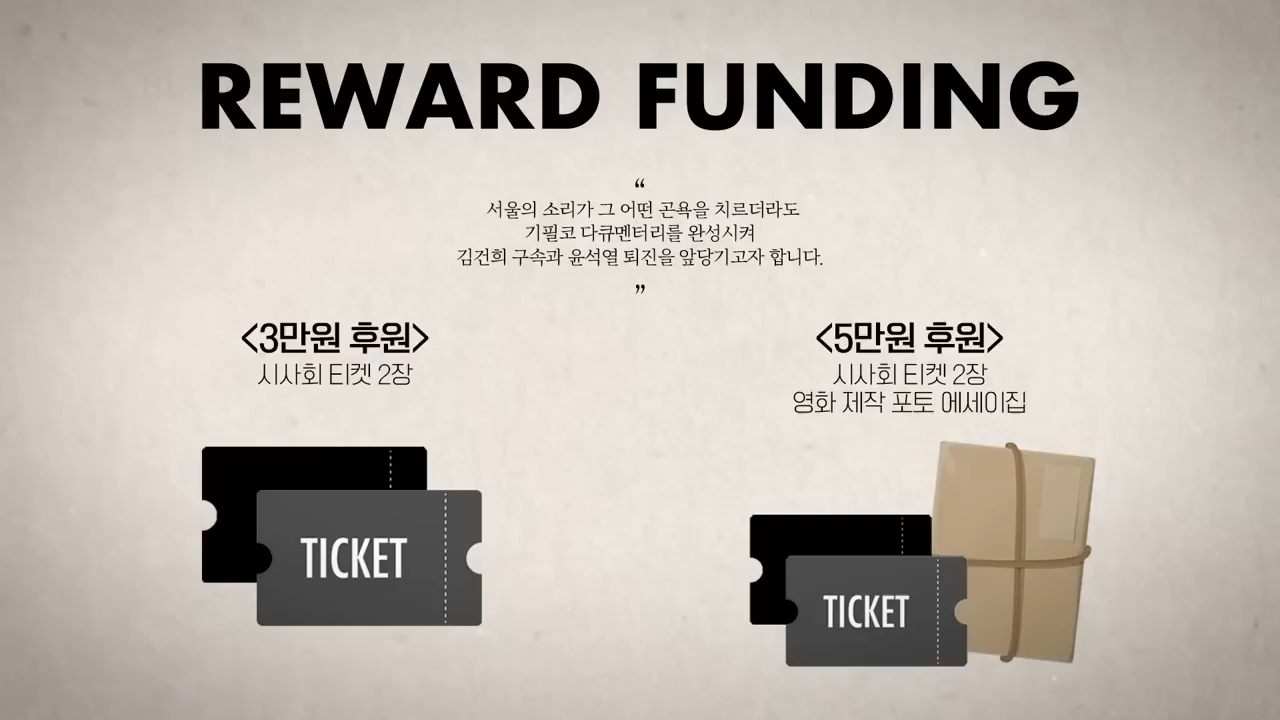 REWARD FUNDING
“
서울의 소리가 그 어떤 곤욕을 치르더라도
기필코 다큐멘터리를 완성시켜
김건희 구속과 윤석열 퇴진을 앞당기고자 합니다.
”
<3만원 후원>
시사회 티켓 2장
<5만원 후원>
시사회 티켓 2장
영화 제작 포토 에세이집
TICKET
TICKET